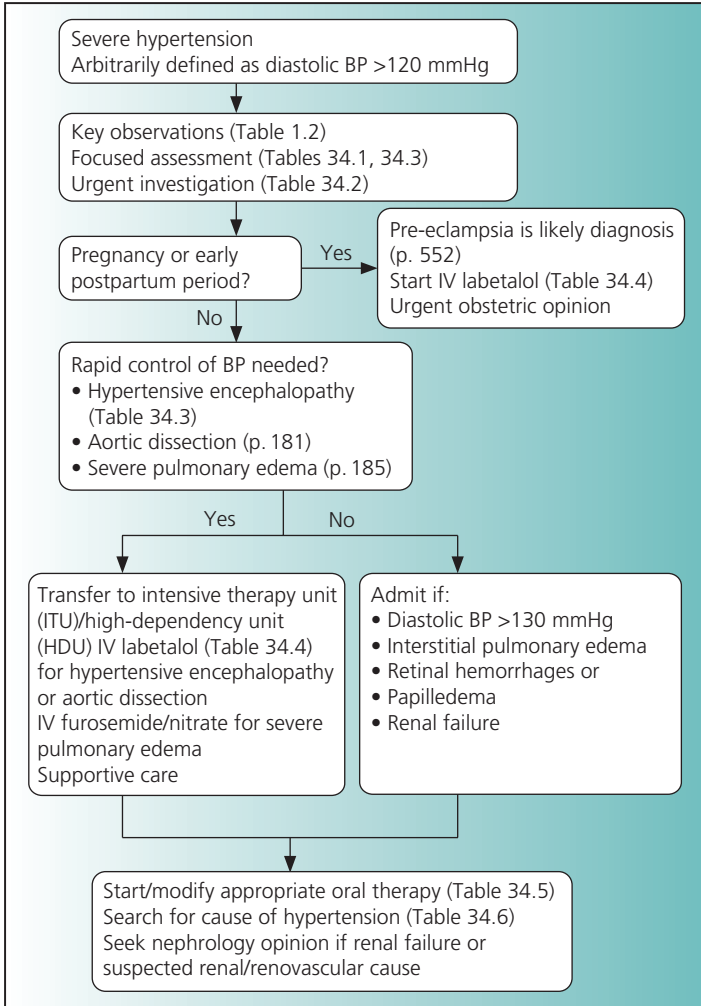 Severe hypertension
Arbitrarily defined as diastolic BP >120 mmHg
Key observations (Table 1.2)
Focused assessment (Tables 34.1, 34.3)
Urgent investigation (Table 34.2)
Pregnancy or early
postpartum period?
Yes
Pre-eclampsia is likely diagnosis
(p. 552)
Start IV labetalol (Table 34.4)
Urgent obstetric opinion
No
Rapid control of BP needed?
• Hypertensive encephalopathy
(Table 34.3)
• Aortic dissection (p. 181)
• Severe pulmonary edema (p. 185)
Yes
No
Transfer to intensive therapy unit
(ITU)/high-dependency unit
(HDU) IV labetalol (Table 34.4)
for hypertensive encephalopathy
or aortic dissection
IV furosemide/nitrate for severe
pulmonary edema
Supportive care
Admit if:
• Diastolic BP >130 mmHg
• Interstitial pulmonary edema
• Retinal hemorrhages or
• Papilledema
• Renal failure
Start/modify appropriate oral therapy (Table 34.5)
Search for cause of hypertension (Table 34.6)
Seek nephrology opinion if renal failure or
suspected renal/renovascular cause